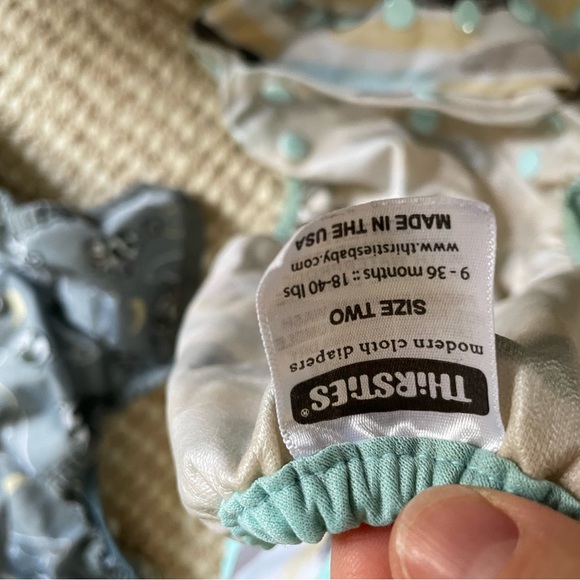 THiRSTiES®
modern cloth diapers
SIZE TWO
9 - 36 months :: 18-40 lbs
www.thirstiesbaby.com
MADE IN THE USA